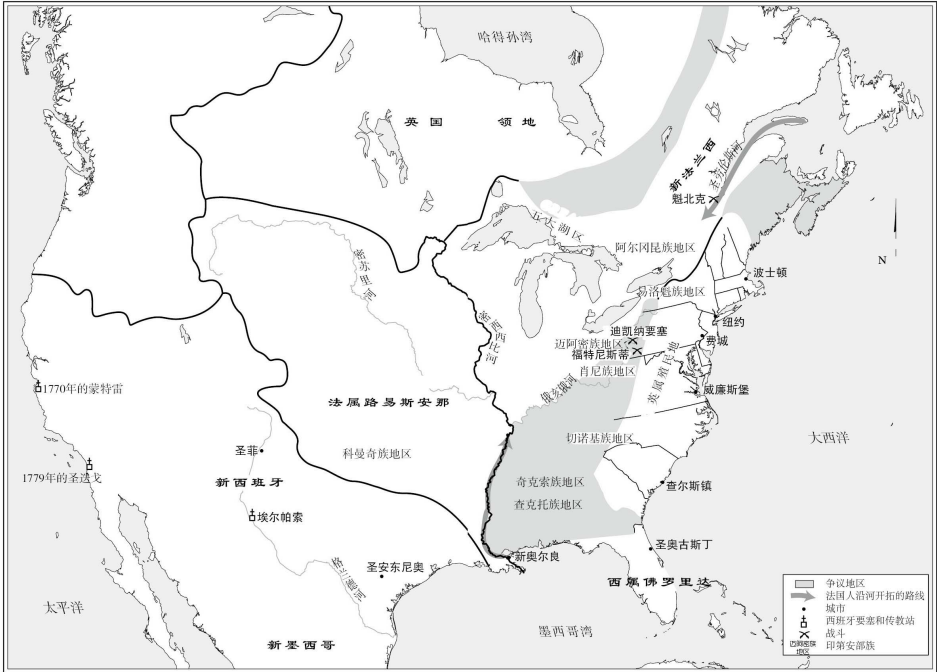 哈得孙湾
英国 领地
新法兰西
圣劳伦斯河
魁北克
五大湖区
阿尔冈昆族地区
N
波士顿
易洛魁族地区
密苏里河
密西西比河
纽约
迪凯纳要塞
费城
迈阿密族地区
福特尼斯蒂
肖尼族地区
英属殖民地
俄亥俄河
威廉斯堡
1770年的蒙特雷
法属路易斯安那
大西洋
切诺基族地区
圣菲
科曼奇族地区
1779年的圣迭戈
新西班牙
奇克索族地区
查尔斯镇
查克托族地区
埃尔帕索
圣奥古斯丁
新奥尔良
格兰德河
圣安东尼奥
西属佛罗里达
太平洋
墨西哥湾
新墨西哥
争议地区
法国人沿河开拓的路线
城市
西班牙要塞和传教站
战斗
迈阿密族地区
印第安部族